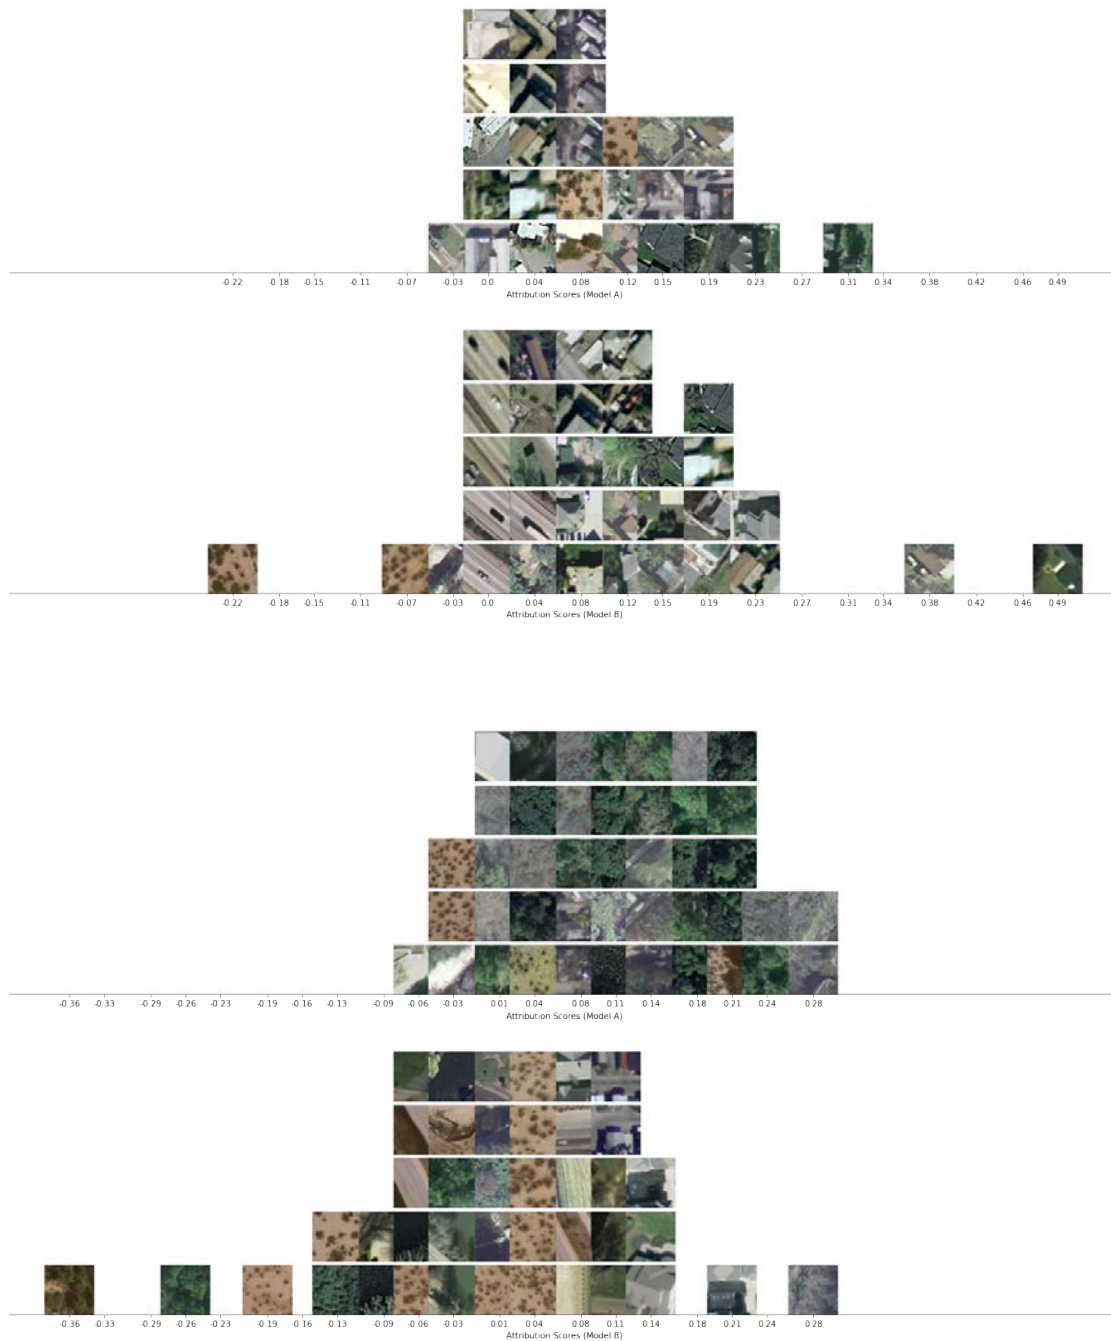 -0.22 -0.18 -0.15 -0.11 -0.07 -0.03 0.0 0.04 0.08 0.12 0.15 0.19 0.23 0.27 0.31 0.34 0.38 0.42 0.46 0.49
Attribution Scores (Model A)
-0.22 -0.18 -0.15 -0.11 -0.07 -0.03 0.0 0.04 0.08 0.12 0.15 0.19 0.23 0.27 0.31 0.34 0.38 0.42 0.46 0.49
Attribution Scores (Model B)
-0.36 -0.33 -0.29 -0.26 -0.23 -0.19 -0.16 -0.13 -0.09 -0.06 -0.03 0.01 0.04 0.08 0.11 0.14 0.18 0.21 0.24 0.28
Attribution Scores (Model A)
-0.36 -0.33 -0.29 -0.26 -0.23 -0.19 -0.16 -0.13 -0.09 -0.06 -0.03 0.01 0.04 0.08 0.11 0.14 0.18 0.21 0.24 0.28
Attribution Scores (Model B)